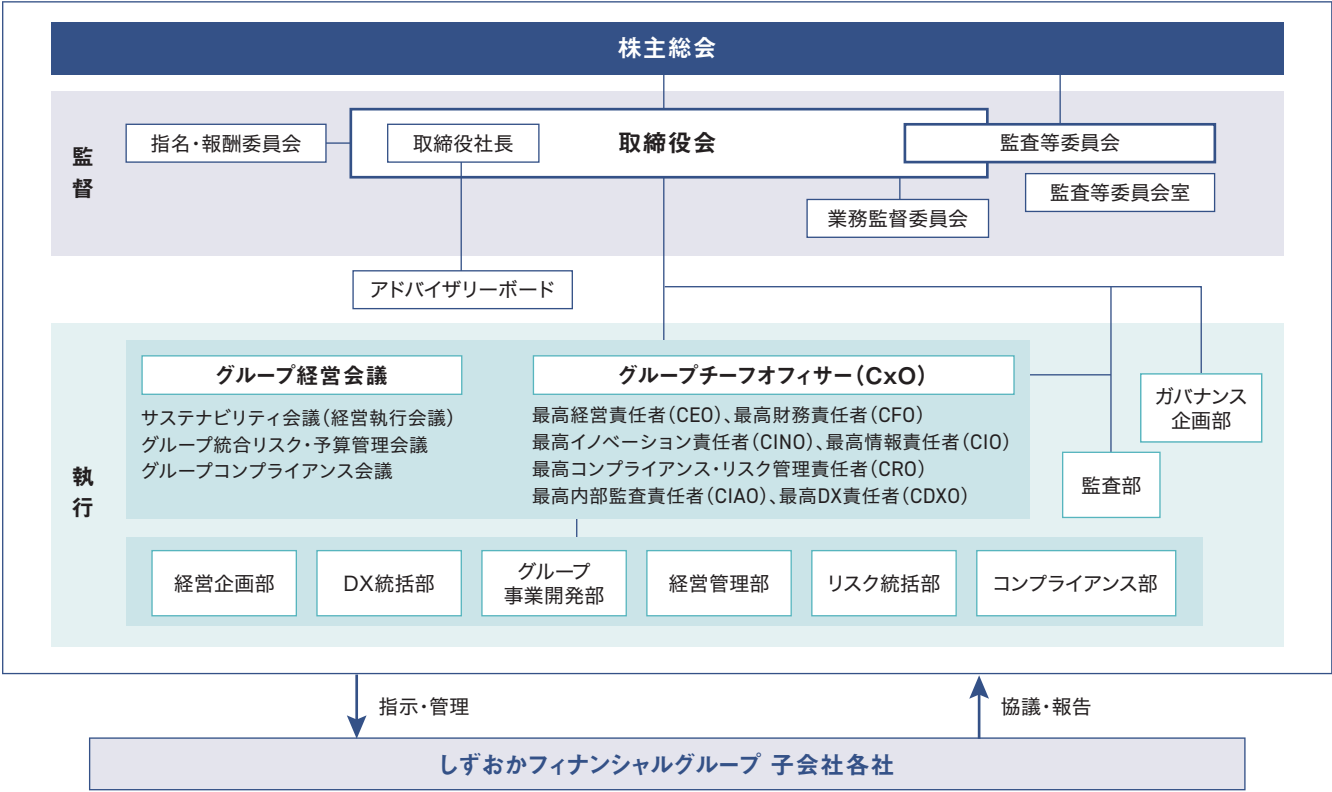 株主総会
監督
指名・報酬委員会
取締役社長
取締役会
監査等委員会
監査等委員会室
業務監督委員会
アドバイザリーボード
執行
グループ経営会議
サステナビリティ会議（経営執行会議）
グループ統合リスク・予算管理会議
グループコンプライアンス会議
グループチーフオフィサー（CxO）
最高経営責任者（CEO）、最高財務責任者（CFO）
最高イノベーション責任者（CINO）、最高情報責任者（CIO）
最高コンプライアンス・リスク管理責任者（CRO）
最高内部監査責任者（CIAO）、最高DX責任者（CDXO）
ガバナンス
企画部
監査部
経営企画部
DX統括部
グループ
事業開発部
経営管理部
リスク統括部
コンプライアンス部
指示・管理
協議・報告
しずおかフィナンシャルグループ 子会社各社